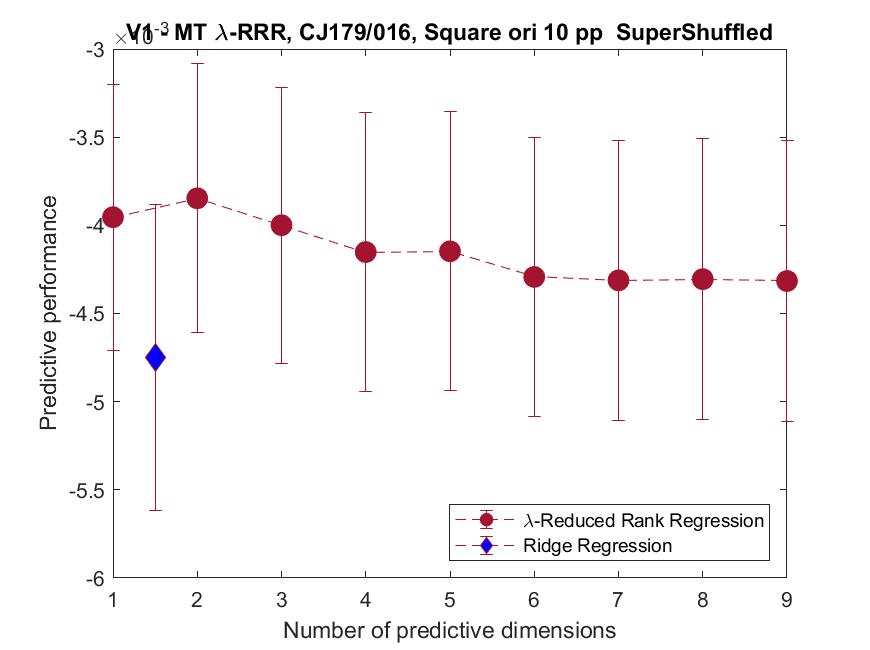 V1 - MT λ-RRR, CJ179/016, Square ori 10 pp  SuperShuffled
×10-3
-3
-3.5
-4
-4.5
-5
-5.5
-6
Predictive performance
1 2 3 4 5 6 7 8 9
Number of predictive dimensions
λ-Reduced Rank Regression
Ridge Regression